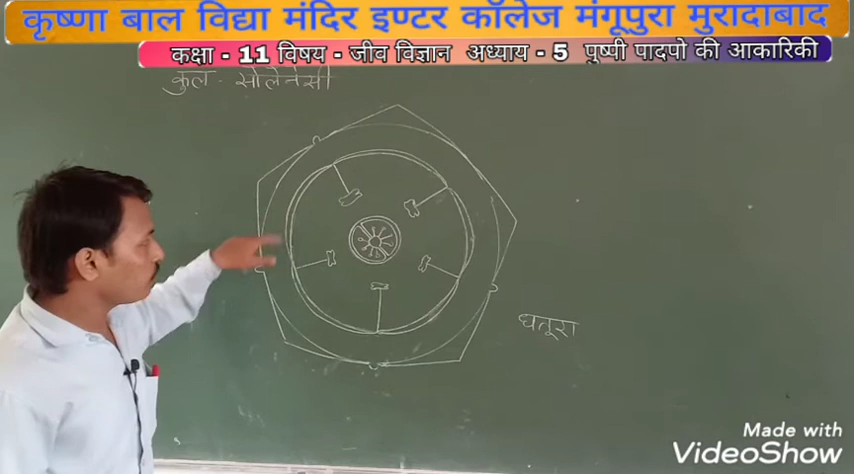 कृष्णा बाल विद्या मंदिर इण्टर कॉलेज मंगूपुरा मुरादाबाद
कक्षा - 11 विषय - जीव विज्ञान अध्याय - 5 पुष्पी पादपो की आकारिकी
कुल - सोलेनेसी
धतूरा
Made with
VideoShow